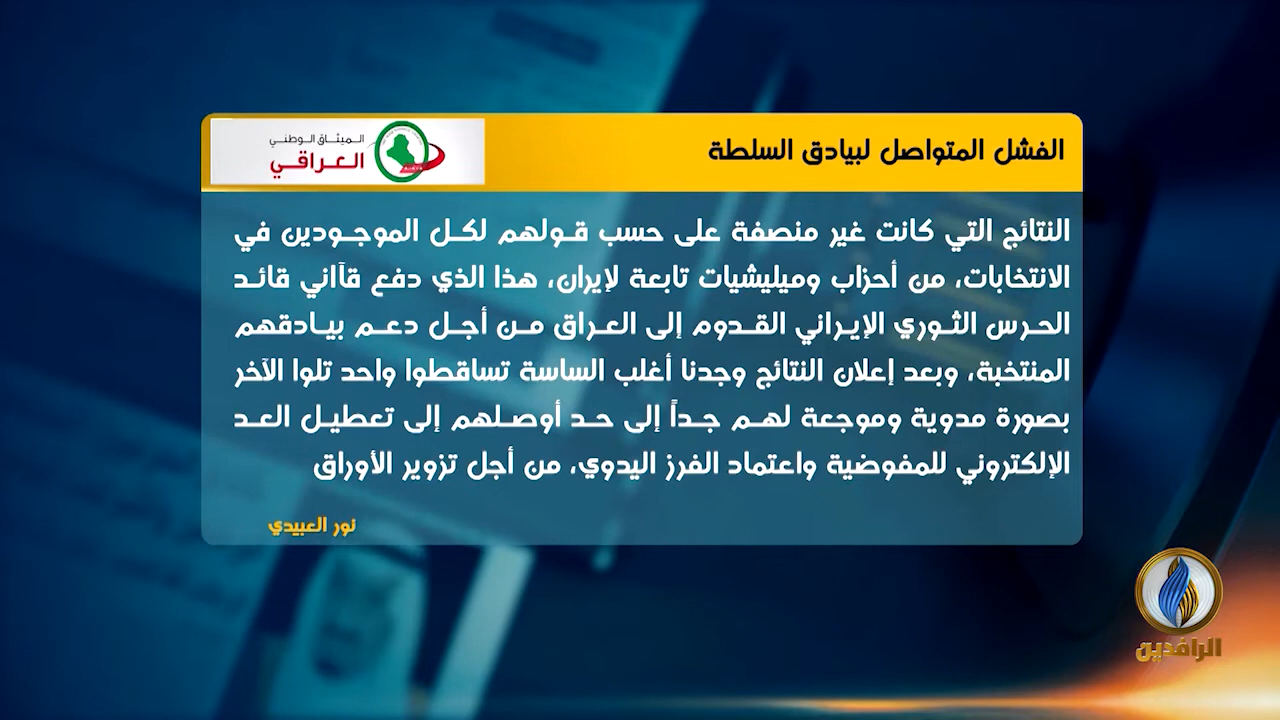 الفشل المتواصل لبيادق السلطة
الميثاق الوطني
العراقي
النتائج التي كانت غير منصفة على حسب قولهم لكل الموجودين في
الانتخابات، من أحزاب وميليشيات تابعة لإيران، هذا الذي دفع قآاني قائد
الحرس الثوري الإيراني القدوم إلى العراق من أجل دعم بيادقهم
المنتخبة، وبعد إعلان النتائج وجدنا أغلب الساسة تساقطوا واحد تلوا الآخر
بصورة مدوية وموجعة لهم جداً إلى حد أوصلهم إلى تعطيل العد
الإلكتروني للمفوضية واعتماد الفرز اليدوي، من أجل تزوير الأوراق
نور العبيدي
الرافدين